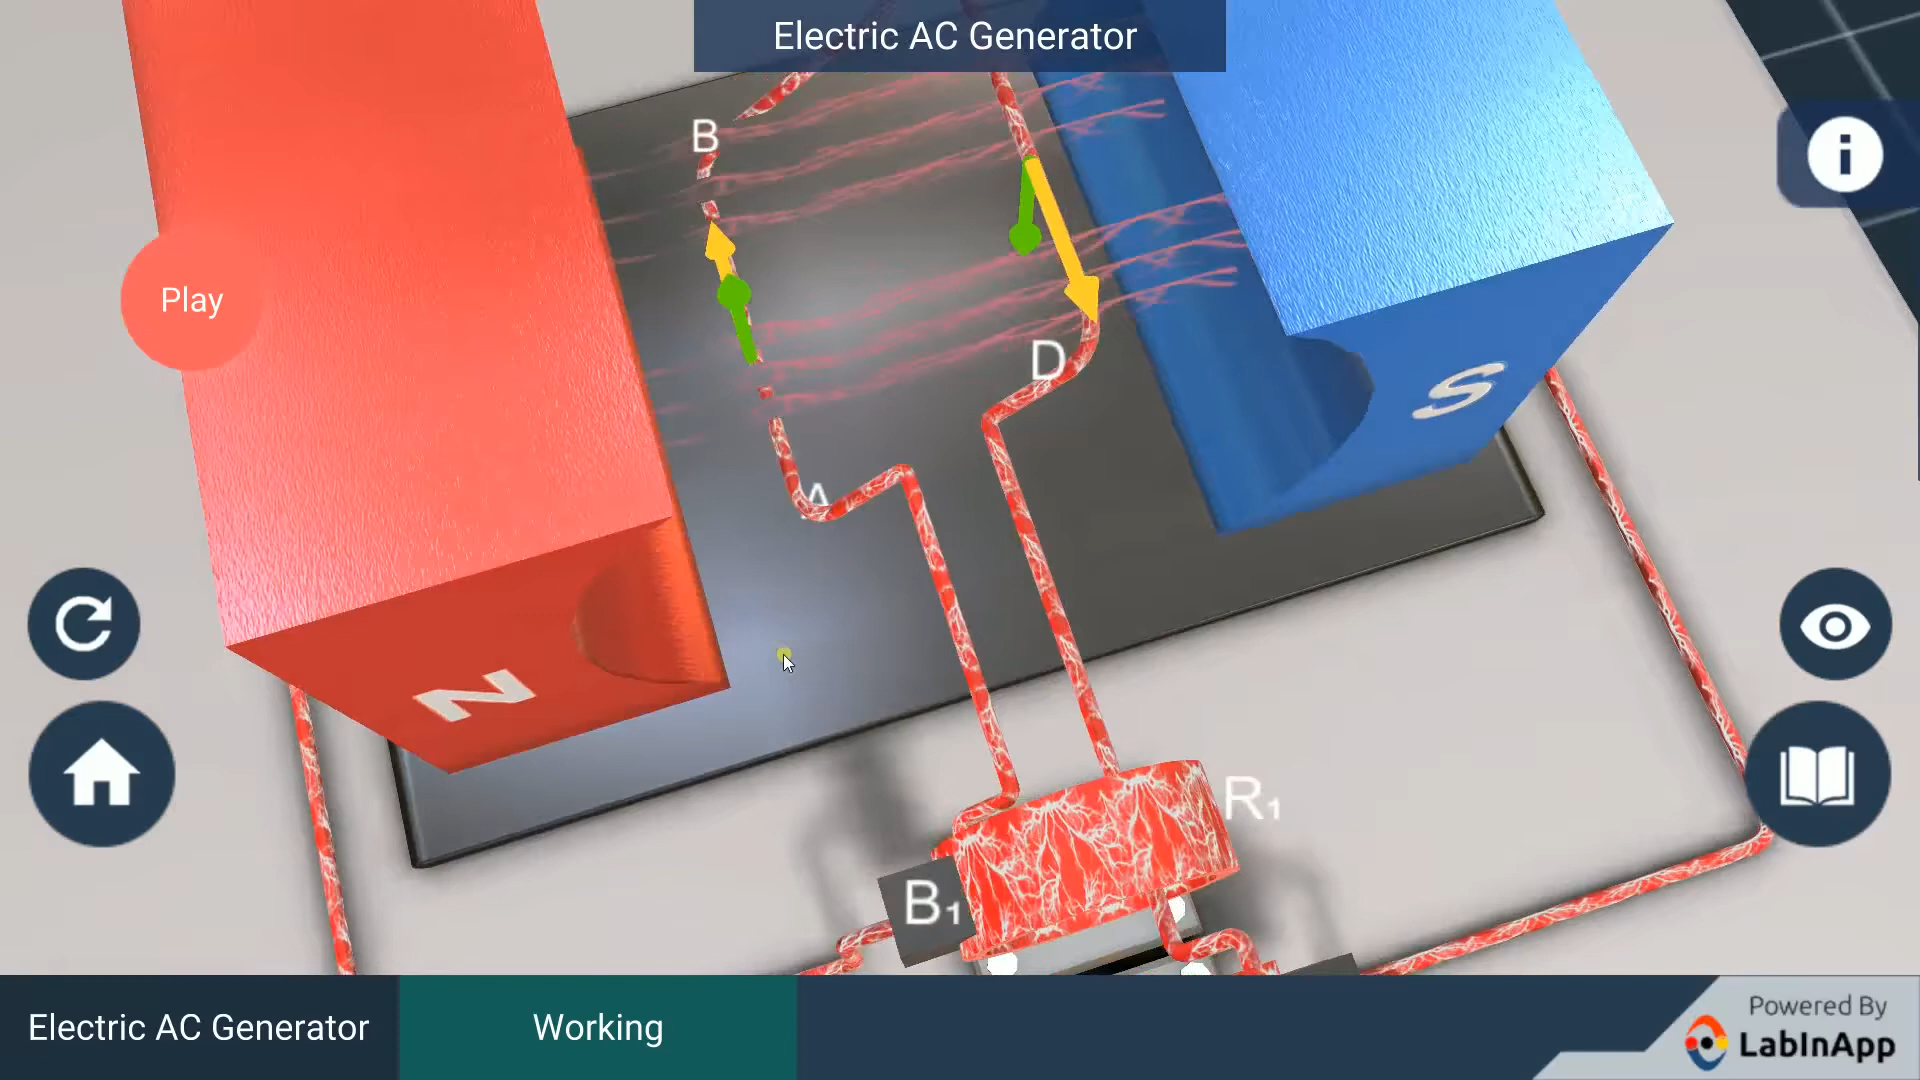 Electric AC Generator
B
Play
D
S
A
N
R₁
B₁
Electric AC Generator
Working
Powered By
LabInApp